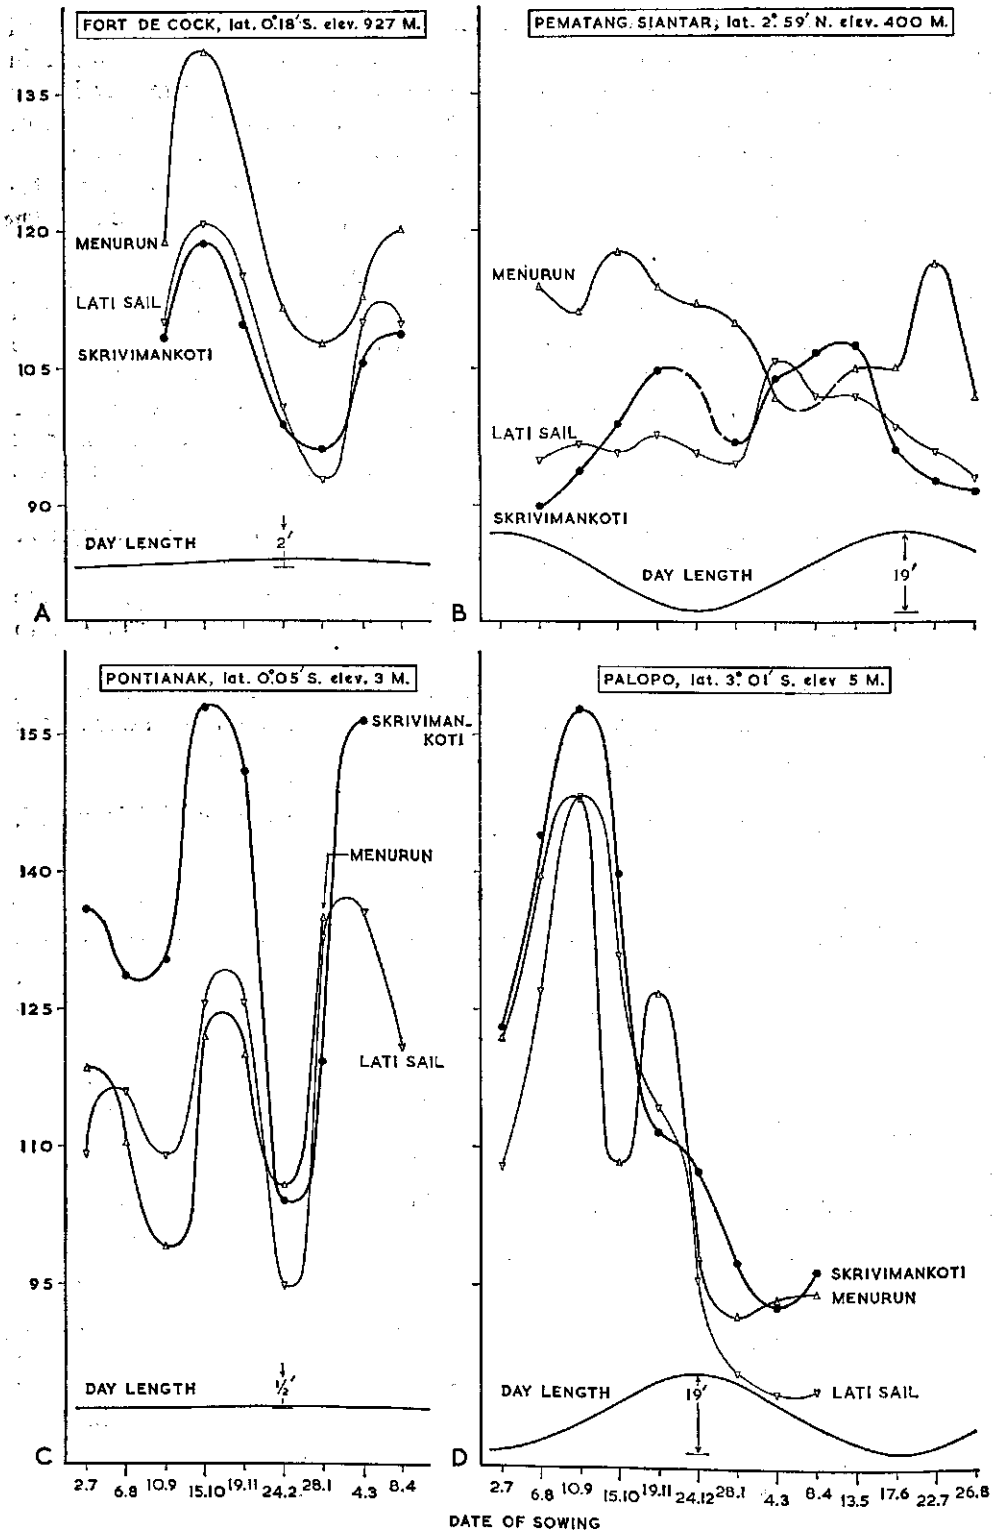 FORT DE COCK, lat. 0°18' S. elev. 927 M.
135
120
105
90
MENURUN
LATI SAIL
SKRIVIMANKOTI
DAY LENGTH
2'
A
PEMATANG SIANTAR, lat. 2° 59' N. elev. 400 M.
MENURUN
LATI SAIL
SKRIVIMANKOTI
DAY LENGTH
19'
B
PONTIANAK, lat. 0°05' S. elev. 3 M.
155
140
125
110
95
SKRIVIMAN-
KOTI
MENURUN
LATI SAIL
DAY LENGTH
½'
C
2.7 6.8 10.9 15.10 19.11 24.2 28.1 4.3 8.4
PALOPO, lat. 3° 01' S. elev 5 M.
SKRIVIMANKOTI
MENURUN
LATI SAIL
DAY LENGTH
19'
D
2.7 6.8 10.9 15.10 19.11 24.12 28.1 4.3 8.4 13.5 17.6 22.7 26.8
DATE OF SOWING